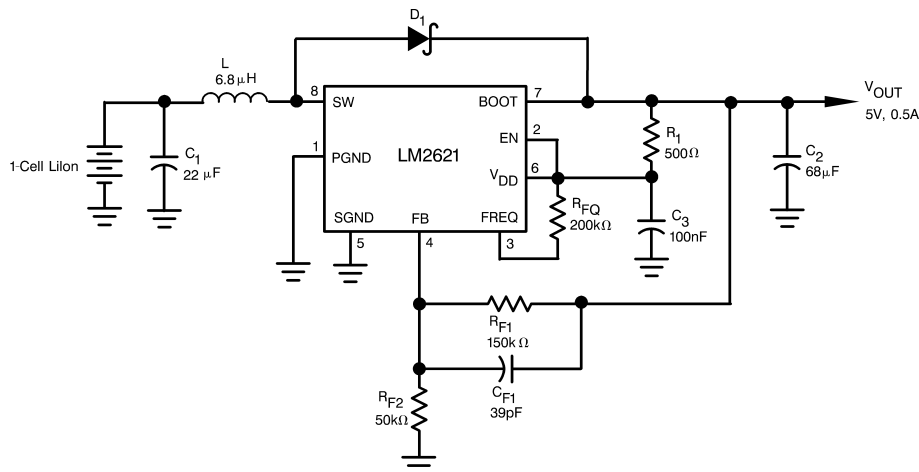 D1
L
6.8 µH
8
SW
BOOT
7
VOUT
5V, 0.5A
EN
2
R1
500Ω
1-Cell LiIon
C1
22 µF
1
PGND
LM2621
VDD
6
C2
68µF
SGND
FB
FREQ
RFQ
200kΩ
C3
100nF
5
4
3
RF1
150k Ω
CF1
39pF
RF2
50kΩ